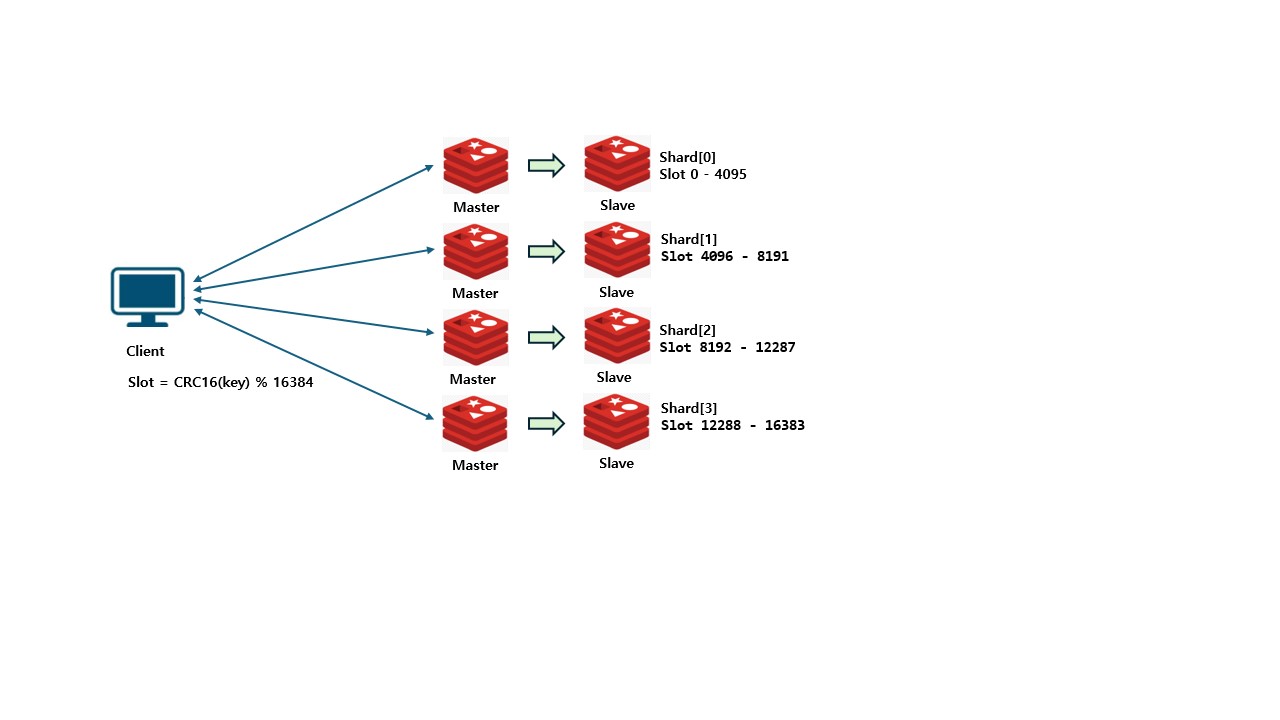 Shard[0]
Slot 0 - 4095
Master
Slave
Shard[1]
Slot 4096 - 8191
Master
Slave
Shard[2]
Slot 8192 - 12287
Client
Master
Slave
Slot = CRC16(key) % 16384
Shard[3]
Slot 12288 - 16383
Master
Slave